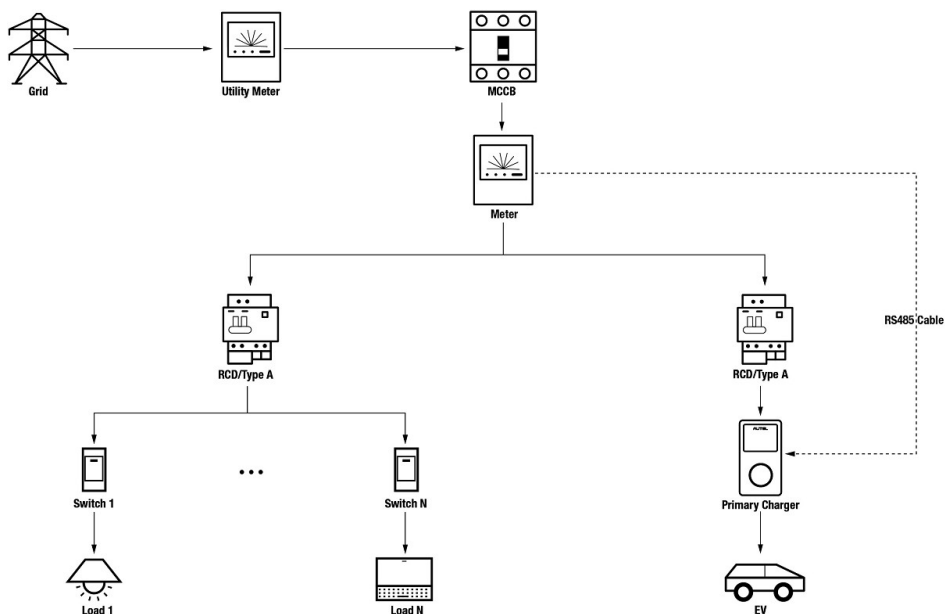 Grid
Utility Meter
MCCB
Meter
RS485 Cable
RCD/Type A
RCD/Type A
AUTEL
Switch 1
...
Switch N
Primary Charger
Load 1
Load N
EV